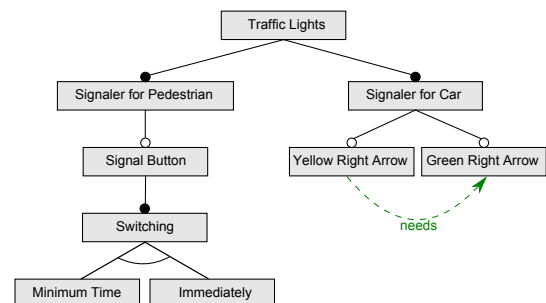 Traffic Lights
Signaler for Pedestrian
Signaler for Car
Signal Button
Yellow Right Arrow
Green Right Arrow
needs
Switching
Minimum Time
Immediately